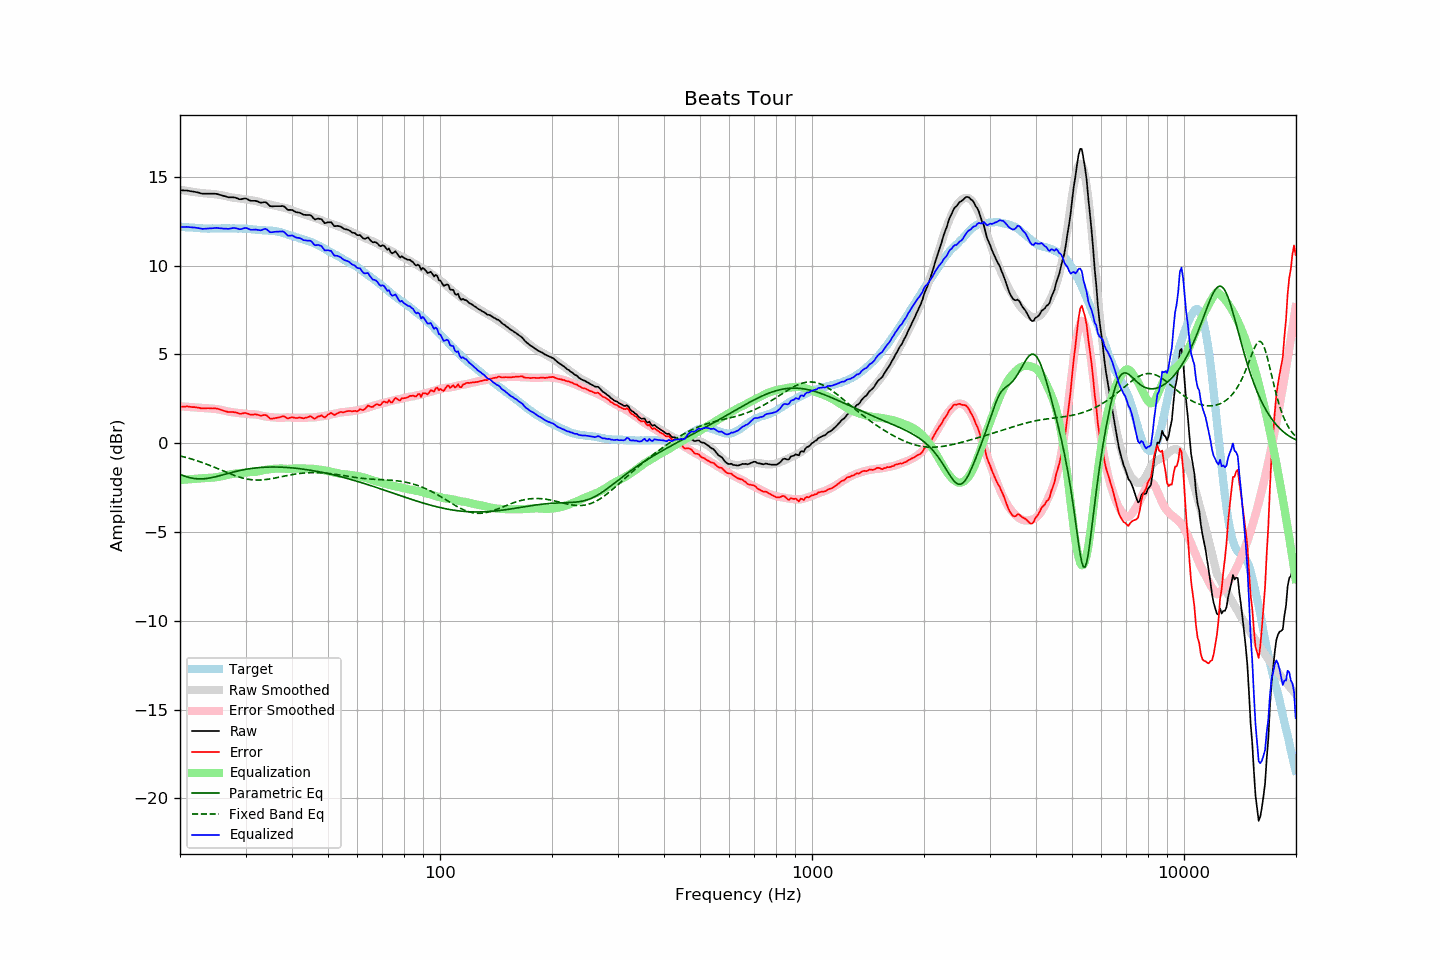 Beats Tour
Amplitude (dBr)
15
10
5
0
−5
−10
−15
−20
Target
Raw Smoothed
Error Smoothed
Raw
Error
Equalization
Parametric Eq
Fixed Band Eq
Equalized
100
1000
10000
Frequency (Hz)